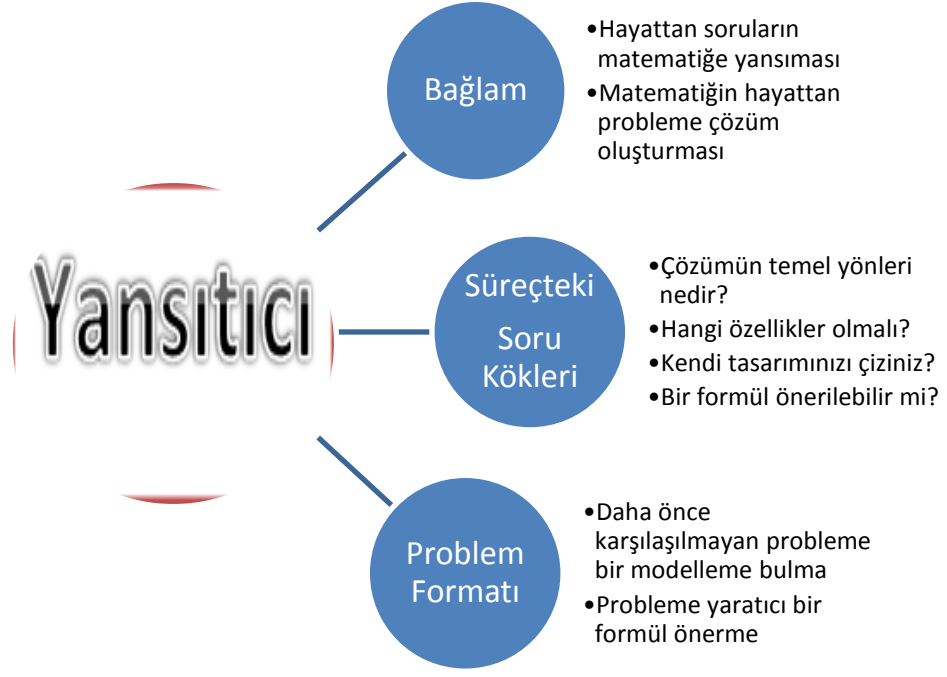 Yansıtıcı
Bağlam
•Hayattan soruların
matematiğe yansıması
•Matematiğin hayattan
probleme çözüm
oluşturması
Süreçteki
Soru
Kökleri
•Çözümün temel yönleri
nedir?
•Hangi özellikler olmalı?
•Kendi tasarımınızı çiziniz?
•Bir formül önerilebilir mi?
Problem
Formatı
•Daha önce
karşılaşılmayan probleme
bir modelleme bulma
•Probleme yaratıcı bir
formül önerme